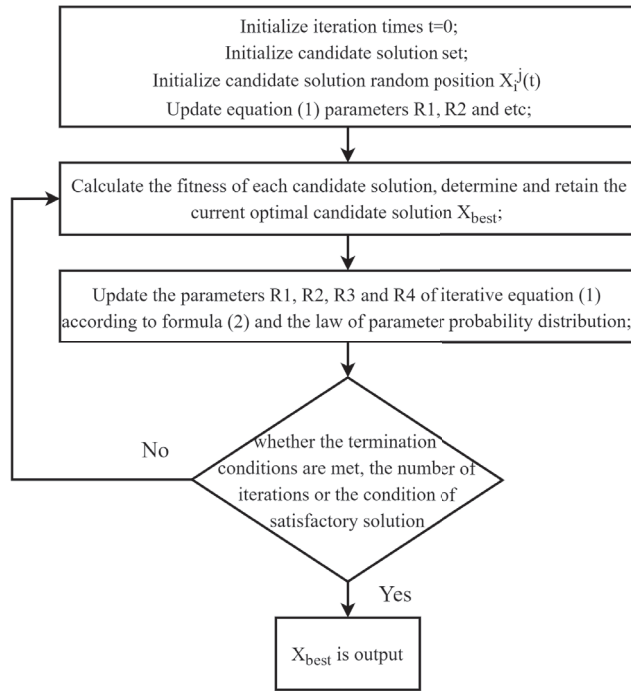 Initialize iteration times t=0;
Initialize candidate solution set;
Initialize candidate solution random position X_i^j(t)
Update equation (1) parameters R1, R2 and etc;
Calculate the fitness of each candidate solution, determine and retain the
current optimal candidate solution X_best;
Update the parameters R1, R2, R3 and R4 of iterative equation (1)
according to formula (2) and the law of parameter probability distribution;
No
whether the termination
conditions are met, the number of
iterations or the condition of
satisfactory solution
Yes
X_best is output